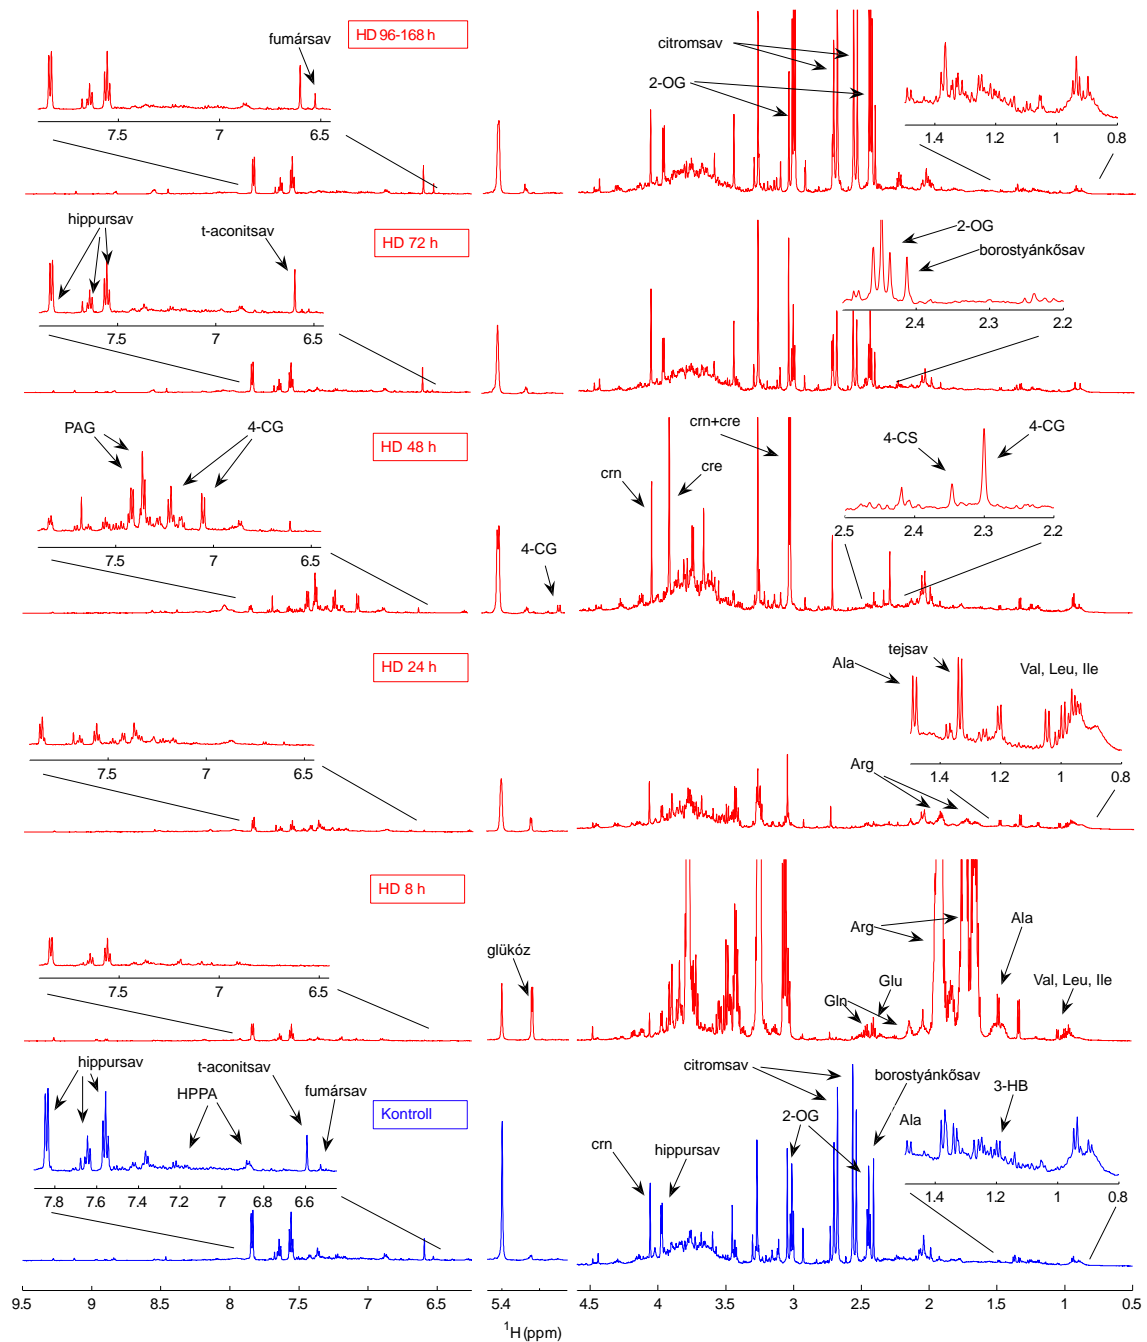 HD 96-168 h
fumársav
citromsav
2-OG
7.5 7 6.5
1.4 1.2 1 0.8
HD 72 h
hippursav
t-aconitsav
2-OG
borostyánkősav
7.5 7 6.5
2.4 2.3 2.2
HD 48 h
PAG
4-CG
crn+cre
crn
cre
4-CS
4-CG
4-CG
7.5 7 6.5
2.5 2.4 2.3 2.2
HD 24 h
Ala
tejsav
Val, Leu, Ile
Arg
7.5 7 6.5
1.4 1.2 1 0.8
HD 8 h
glükóz
Arg
Ala
Gln
Glu
Val, Leu, Ile
7.5 7 6.5
hippursav
t-aconitsav
HPPA
fumársav
Kontroll
citromsav
borostyánkősav
2-OG
crn
hippursav
Ala
3-HB
7.8 7.6 7.4 7.2 7 6.8 6.6
1.4 1.2 1 0.8
9.5 9 8.5 8 7.5 7 6.5 5.4 4.5 4 3.5 3 2.5 2 1.5 1 0.5
1H (ppm)